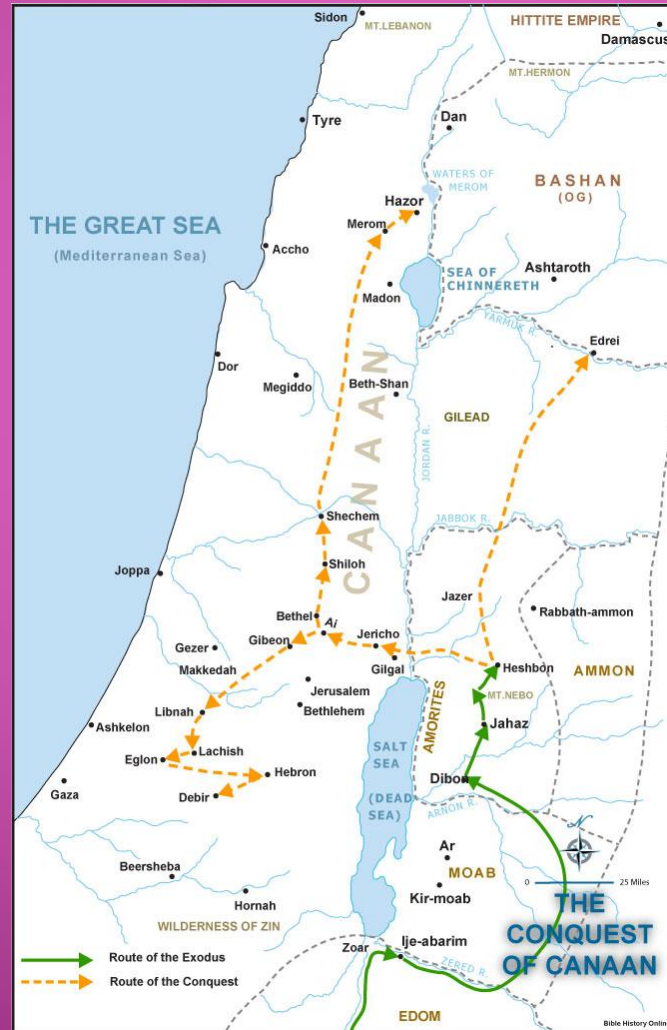 Sidon
MT.LEBANON
HITTITE EMPIRE
Damascus
MT.HERMON
Tyre
Dan
WATERS OF
MEROM
BASHAN
(OG)
Hazor
Merom
THE GREAT SEA
(Mediterranean Sea)
Accho
SEA OF
CHINNERETH
Ashtaroth
Madon
YARMUK R.
Edrei
Dor
Megiddo
Beth-Shan
CANAAN
GILEAD
JORDAN R.
Shechem
JABBOK R.
Shiloh
Joppa
Jazer
Rabbath-ammon
Bethel
Ai
Gibeon
Jericho
Gezer
Gilgal
Makkedah
Heshbon
AMMON
Jerusalem
MT.NEBO
Bethlehem
AMORITES
Libnah
Jahaz
Ashkelon
SALT
SEA
(DEAD
SEA)
Lachish
Eglon
Hebron
Dibon
Debir
Gaza
ARNON R.
N
Ar
MOAB
Beersheba
Kir-moab
0 25 Miles
Hornah
THE
CONQUEST
OF CANAAN
WILDERNESS OF ZIN
Zoar
Ije-abarim
ZERED R.
Route of the Exodus
Route of the Conquest
EDOM
Bible History Onlin